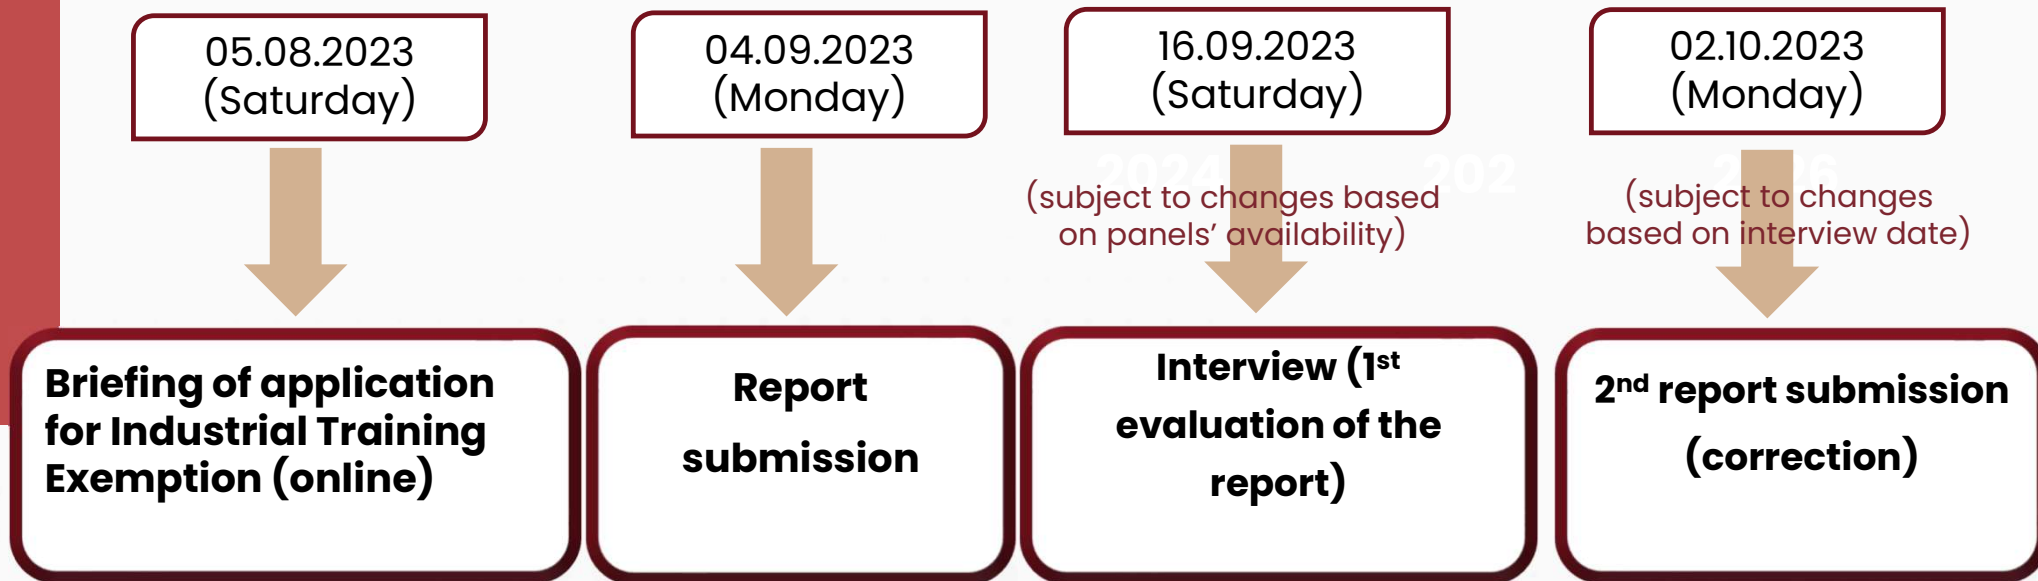 05.08.2023
(Saturday)
04.09.2023
(Monday)
16.09.2023
(Saturday)
02.10.2023
(Monday)
2024
202
(subject to changes based
on panels’ availability)
(subject to changes
based on interview date)
Briefing of application
for Industrial Training
Exemption (online)
Report
submission
Interview (1st
evaluation of the
report)
2nd report submission
(correction)